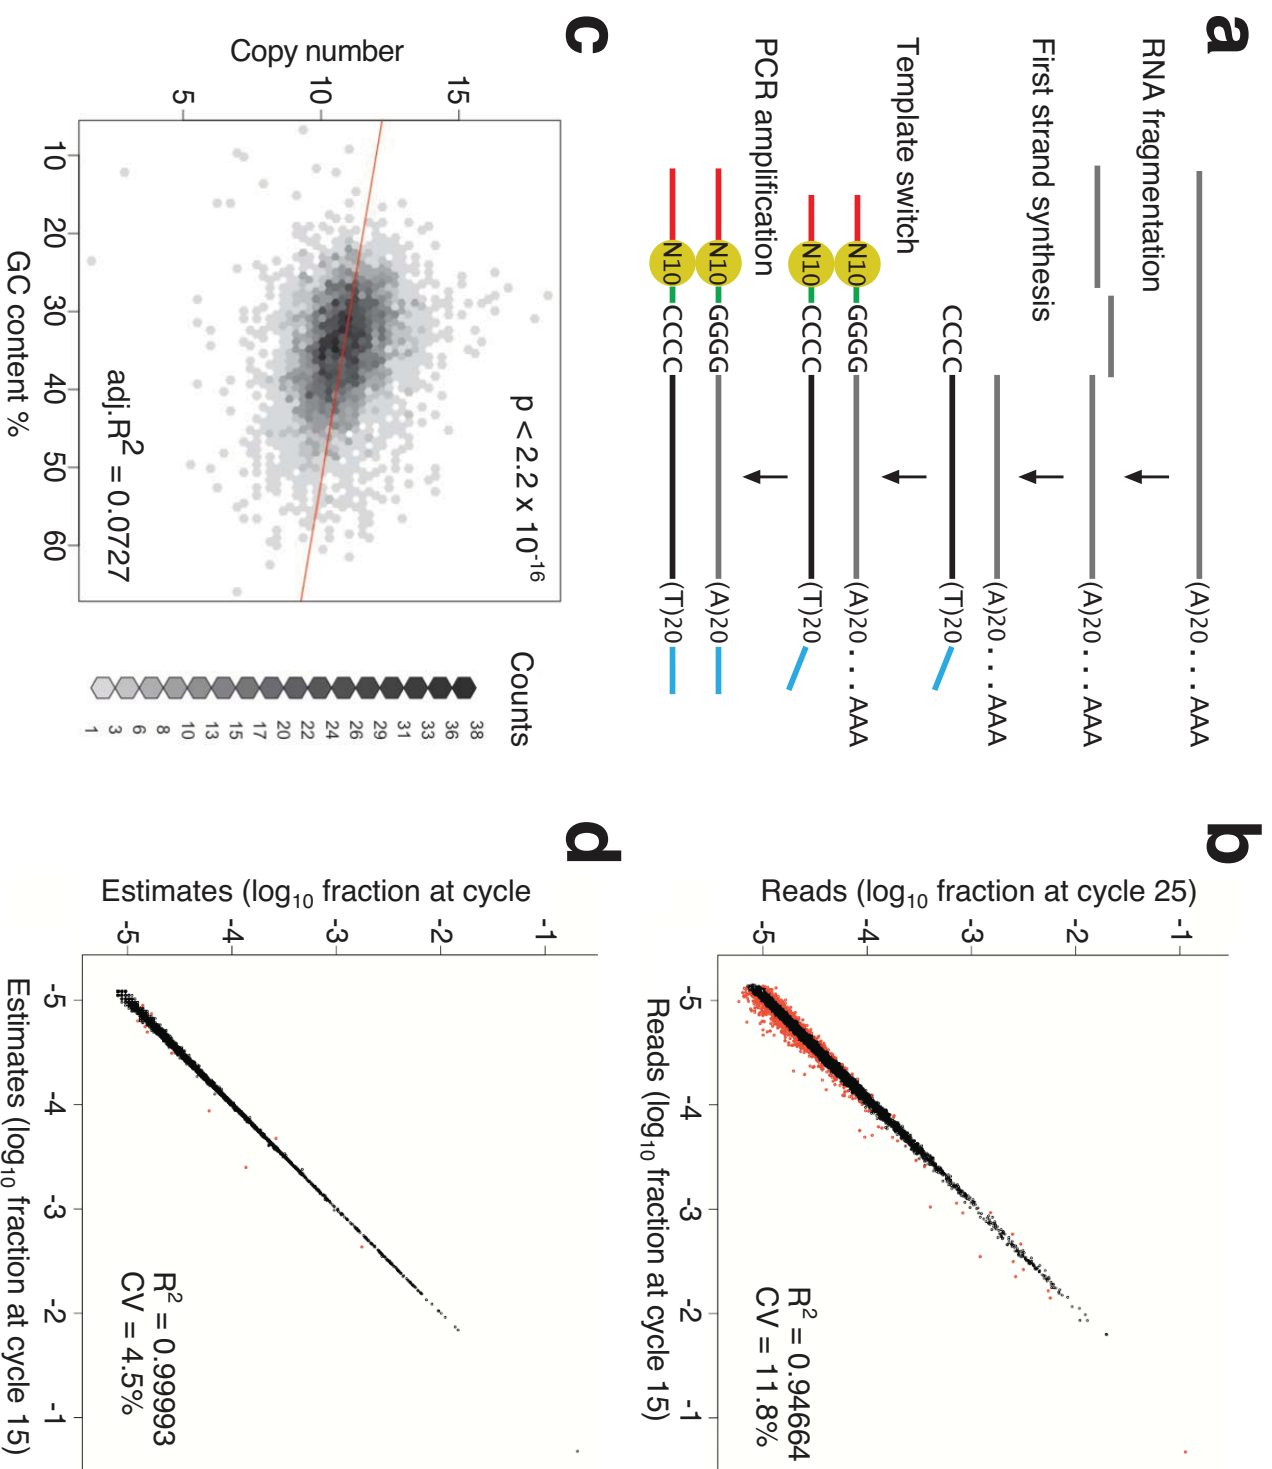 a
RNA fragmentation
First strand synthesis
Template switch
PCR amplification
(A)20 . . . AAA
(A)20 . . . AAA
(A)20 . . . AAA
CCCC
(T)20
N10
GGGG
(A)20 . . . AAA
N10
CCCC
(T)20
N10
GGGG
(A)20
N10
CCCC
(T)20
b
Reads (log10 fraction at cycle 25)
-1
-2
-3
-4
-5
-5
-4
-3
-2
-1
Reads (log10 fraction at cycle 15)
R2 = 0.94664
CV = 11.8%
c
Copy number
15
10
5
10
20
30
40
50
60
GC content %
p < 2.2 x 10-16
adj.R2 = 0.0727
Counts
38
36
33
31
29
26
24
22
20
17
15
13
10
8
6
3
1
d
Estimates (log10 fraction at cycle
-1
-2
-3
-4
-5
-5
-4
-3
-2
-1
Estimates (log10 fraction at cycle 15)
R2 = 0.99993
CV = 4.5%